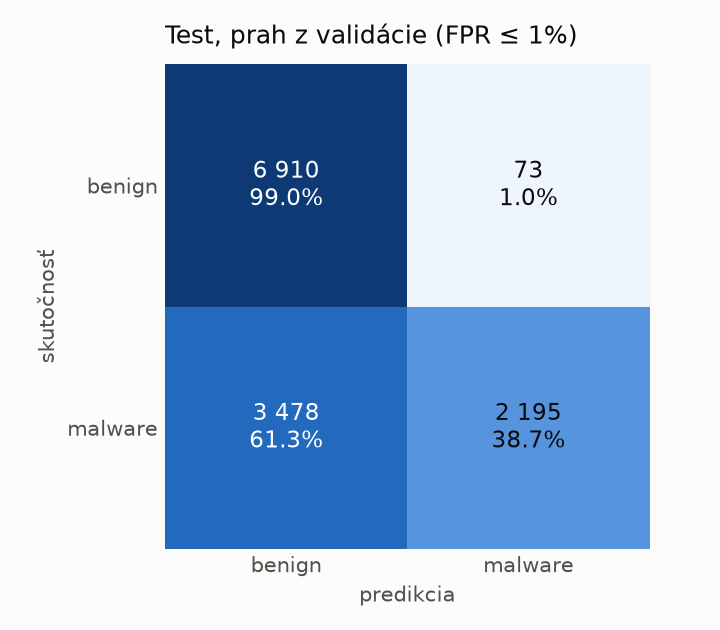 Test, prah z validácie (FPR ≤ 1%)
skutočnosť
benign
6 910
99.0%
73
1.0%
malware
3 478
61.3%
2 195
38.7%
benign
malware
predikcia